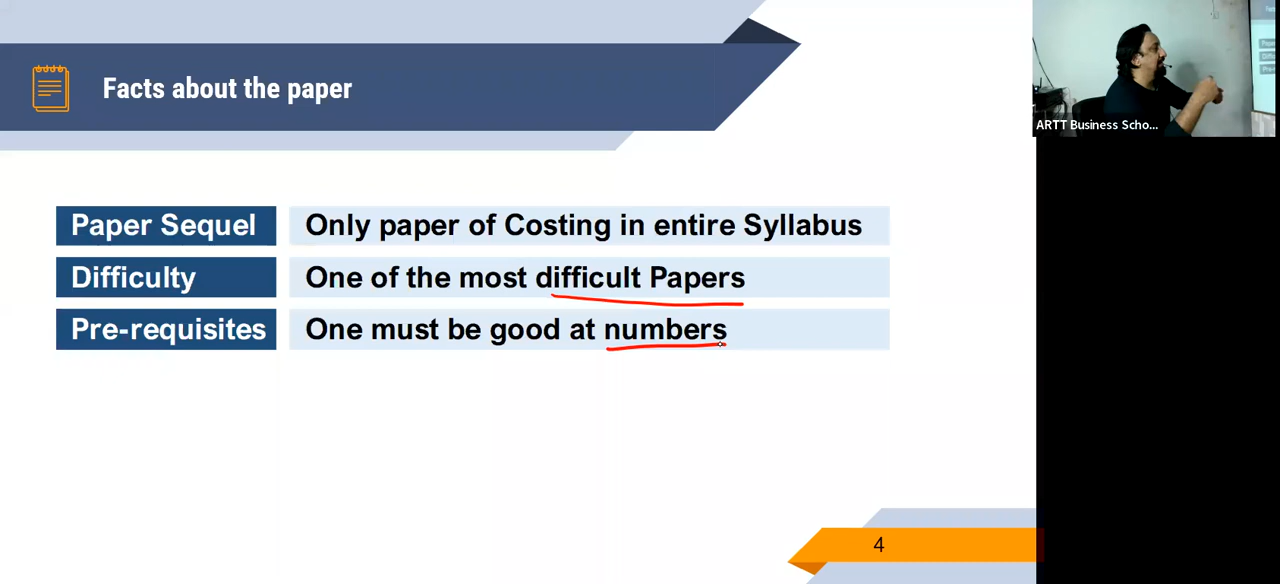 Facts about the paper
ARTT Business Scho...
Paper Sequel Only paper of Costing in entire Syllabus
Difficulty One of the most difficult Papers
Pre-requisites One must be good at numbers
4